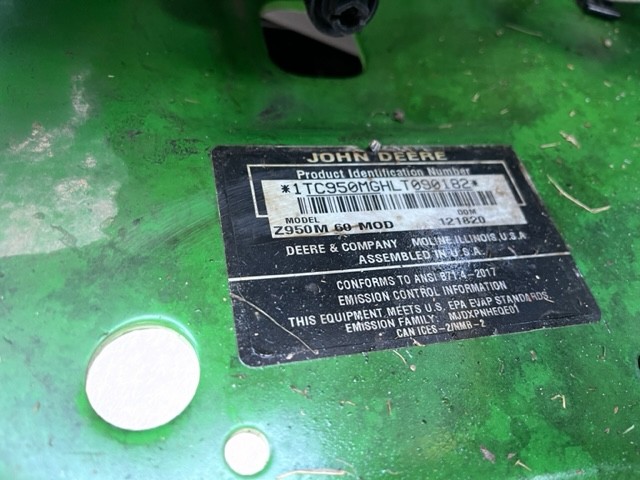 JOHN DEERE
Product Identification Number
*1TC950MGHLT090182*
MODEL DOM
Z950M 60 MOD 121820
DEERE & COMPANY MOLINE, ILLINOIS, U.S.A.
ASSEMBLED IN U.S.A.
CONFORMS TO ANSI B71.4-2017
EMISSION CONTROL INFORMATION
THIS EQUIPMENT MEETS U.S. EPA EVAP STANDARDS
EMISSION FAMILY: MJDXPNHEQE01
CAN ICES-2/NMB-2